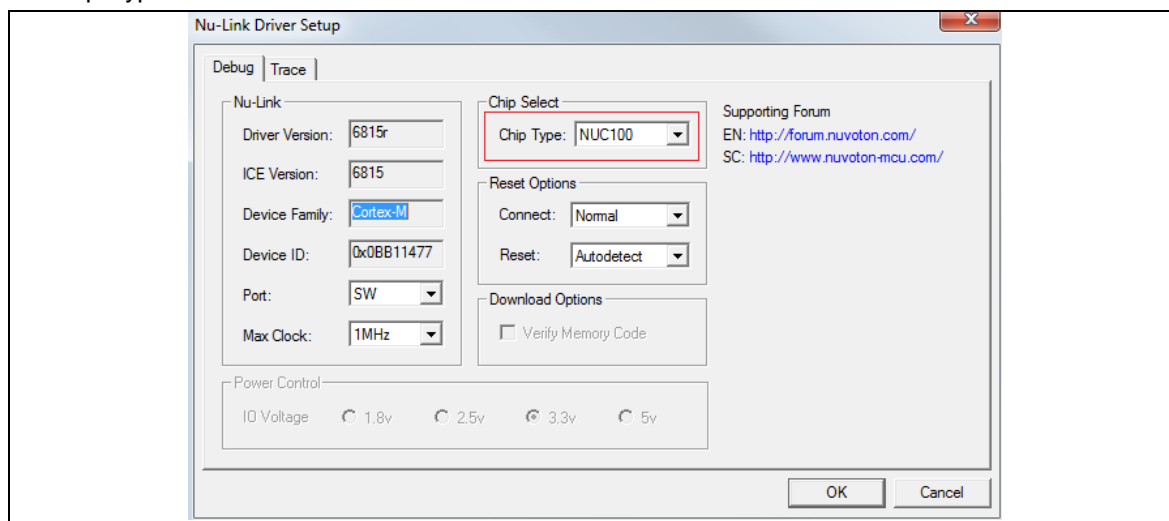 Nu-Link Driver Setup
Debug
Trace
Nu-Link
Driver Version: 6815r
ICE Version: 6815
Device Family: Cortex-M
Device ID: 0x0BB11477
Port: SW
Max Clock: 1MHz
Chip Select
Chip Type: NUC100
Reset Options
Connect: Normal
Reset: Autodetect
Download Options
Verify Memory Code
Supporting Forum
EN: http://forum.nuvoton.com/
SC: http://www.nuvoton-mcu.com/
Power Control
IO Voltage 1.8v 2.5v 3.3v 5v
OK Cancel